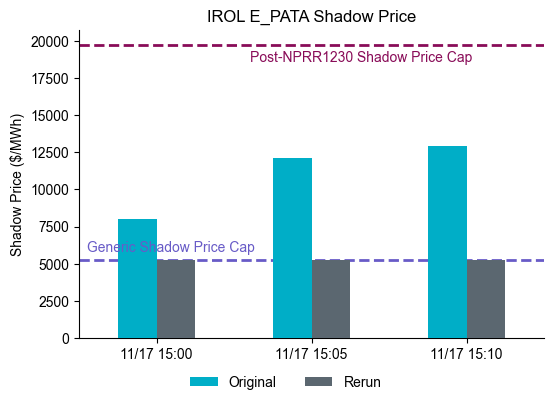 IROL E_PATA Shadow Price
Shadow Price ($/MWh)
20000
17500
15000
12500
10000
7500
5000
2500
0
Post-NPRR1230 Shadow Price Cap
Generic Shadow Price Cap
11/17 15:00
11/17 15:05
11/17 15:10
Original
Rerun